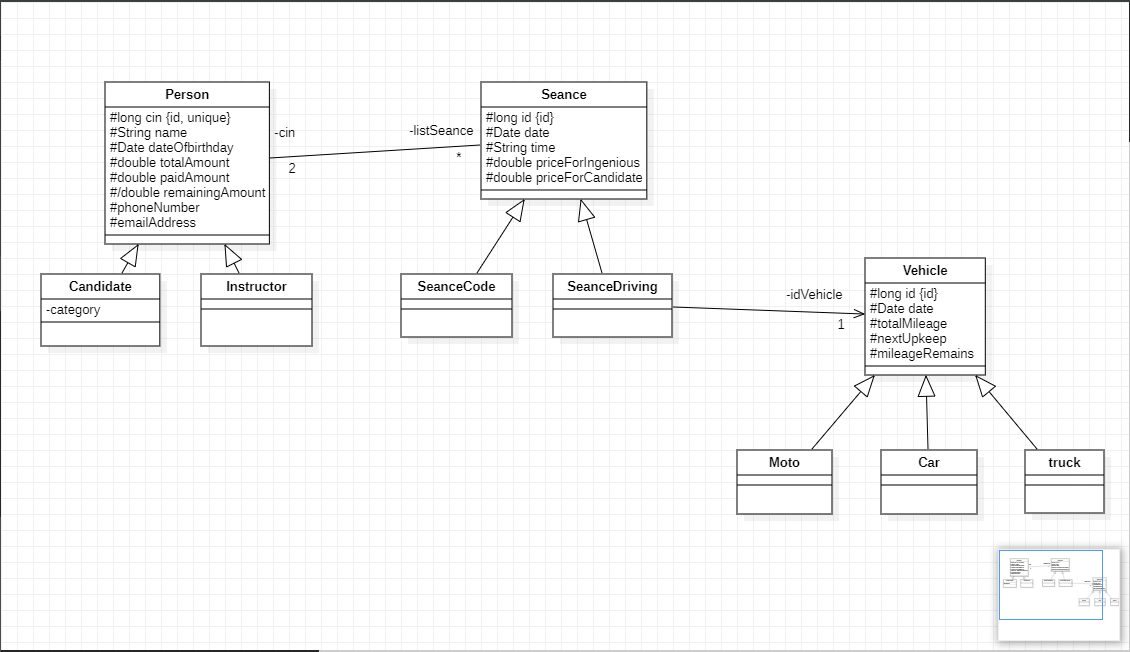 Person
#long cin {id, unique}
#String name
#Date dateOfbirthday
#double totalAmount
#double paidAmount
#/double remainingAmount
#phoneNumber
#emailAddress
-cin
2
-listSeance
*
Seance
#long id {id}
#Date date
#String time
#double priceForIngenious
#double priceForCandidate
Candidate
-category
Instructor
SeanceCode
SeanceDriving
-idVehicle
1
Vehicle
#long id {id}
#Date date
#totalMileage
#nextUpkeep
#mileageRemains
Moto
Car
truck